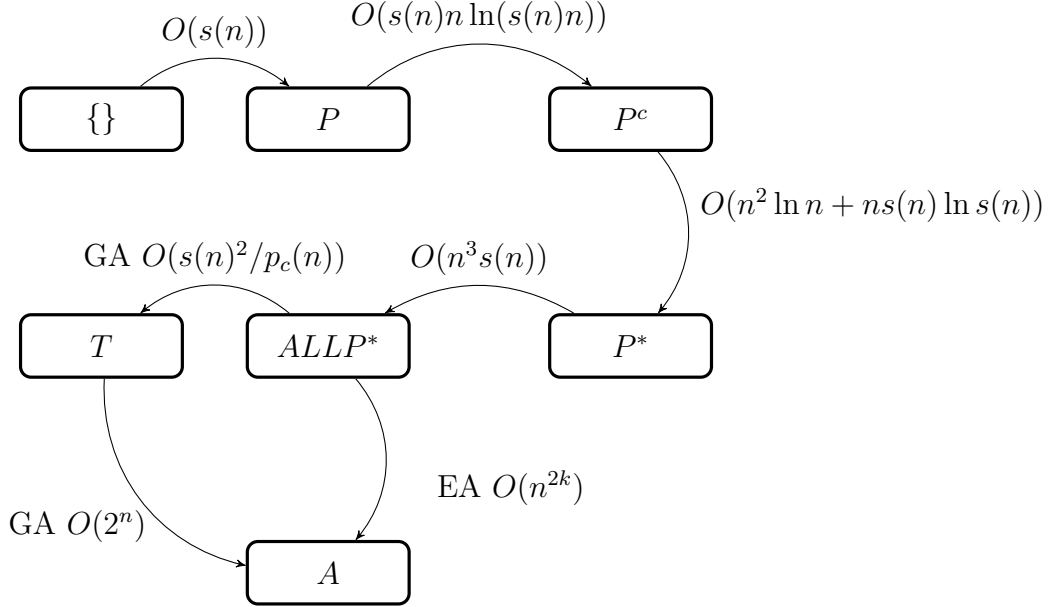 O(s(n))
O(s(n)n ln(s(n)n))
{}
P
P^c
O(n^2 ln n + ns(n) ln s(n))
GA O(s(n)^2/p_c(n))
O(n^3 s(n))
T
ALLP^*
P^*
EA O(n^{2k})
GA O(2^n)
A